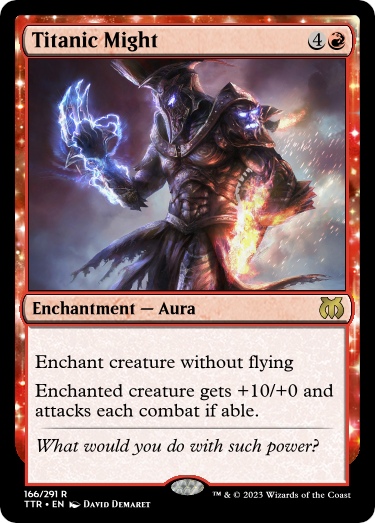 Titanic Might 4
Enchantment — Aura
Enchant creature without flying
Enchanted creature gets +10/+0 and
attacks each combat if able.
What would you do with such power?
166/291 R
TTR • EN David Demaret
™ & © 2023 Wizards of the Coast